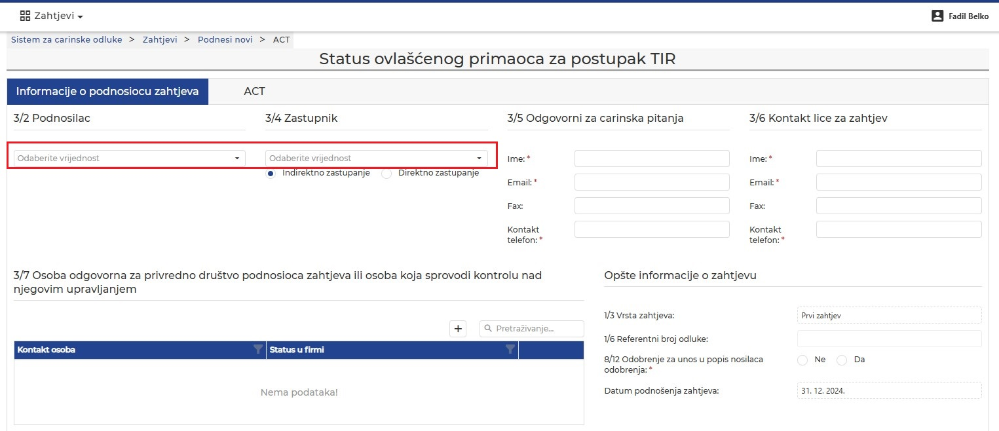 Zahtjevi
Fadil Belko
Sistem za carinske odluke > Zahtjevi > Podnesi novi > ACT
Status ovlašćenog primaoca za postupak TIR
Informacije o podnosiocu zahtjeva
ACT
3/2 Podnosilac
Odaberite vrijednost
3/4 Zastupnik
Odaberite vrijednost
Indirektno zastupanje
Direktno zastupanje
3/5 Odgovorni za carinska pitanja
Ime: *
Email: *
Fax:
Kontakt
telefon: *
3/6 Kontakt lice za zahtjev
Ime: *
Email: *
Fax:
Kontakt
telefon: *
3/7 Osoba odgovorna za privredno društvo podnosioca zahtjeva ili osoba koja sprovodi kontrolu nad
njegovim upravljanjem
+
Pretraživanje...
Kontakt osoba
Status u firmi
Nema podataka!
Opšte informacije o zahtjevu
1/3 Vrsta zahtjeva:
Prvi zahtjev
1/6 Referentni broj odluke:
8/12 Odobrenje za unos u popis nosilaca
odobrenja: *
Ne
Da
Datum podnošenja zahtjeva:
31. 12. 2024.